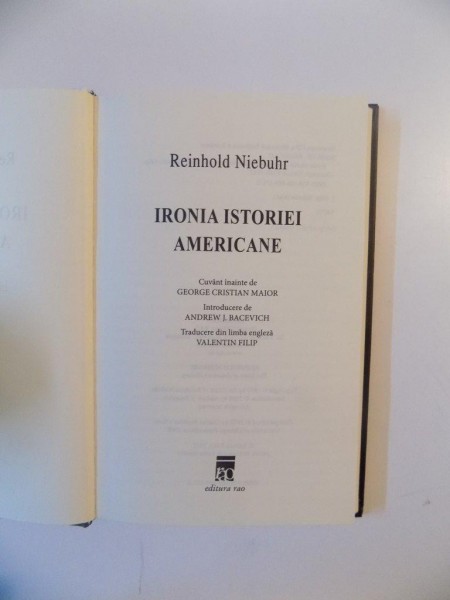 Reinhold Niebuhr
IRONIA ISTORIEI
AMERICANE
Cuvânt înainte de
GEORGE CRISTIAN MAIOR
Introducere de
ANDREW J. BACEVICH
Traducere din limba engleză
VALENTIN FILIP
rao
editura rao